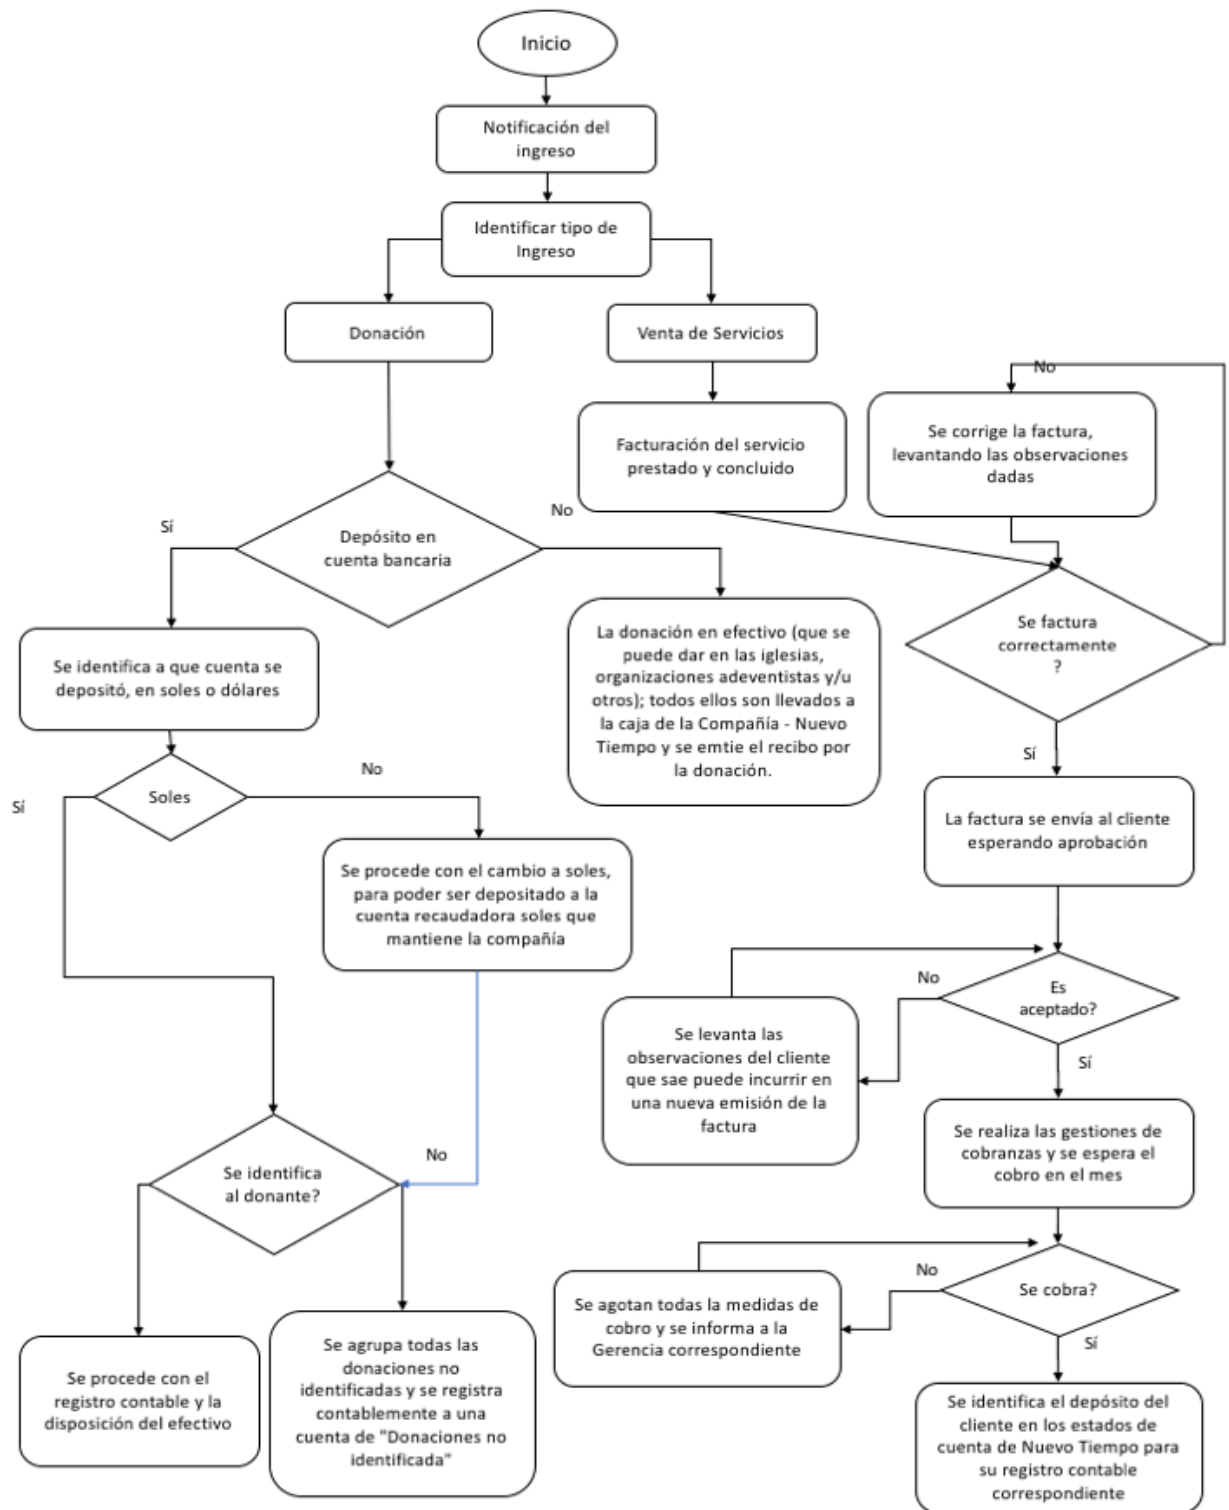 Inicio
Notificación del
ingreso
Identificar tipo de
Ingreso
Donación
Venta de Servicios
No
Se corrige la factura,
levantando las observaciones
dadas
Facturación del servicio
prestado y concluido
Sí
Depósito en
cuenta bancaria
No
Se factura
correctamente
?
La donación en efectivo (que se
puede dar en las iglesias,
organizaciones adeventistas y/u
otros); todos ellos son llevados a
la caja de la Compañía - Nuevo
Tiempo y se emtie el recibo por
la donación.
Se identifica a que cuenta se
depositó, en soles o dólares
Sí
Soles
No
Sí
La factura se envía al cliente
esperando aprobación
Se procede con el cambio a soles,
para poder ser depositado a la
cuenta recaudadora soles que
mantiene la compañía
No
Es
aceptado?
Se levanta las
observaciones del cliente
que sae puede incurrir en
una nueva emisión de la
factura
Sí
Se realiza las gestiones de
cobranzas y se espera el
cobro en el mes
Se identifica
al donante?
No
No
Se cobra?
Se agotan todas la medidas de
cobro y se informa a la
Gerencia correspondiente
Sí
Se procede con el
registro contable y la
disposición del efectivo
Se agrupa todas las
donaciones no
identificadas y se registra
contablemente a una
cuenta de "Donaciones no
identificada"
Se identifica el depósito del
cliente en los estados de
cuenta de Nuevo Tiempo para
su registro contable
correspondiente